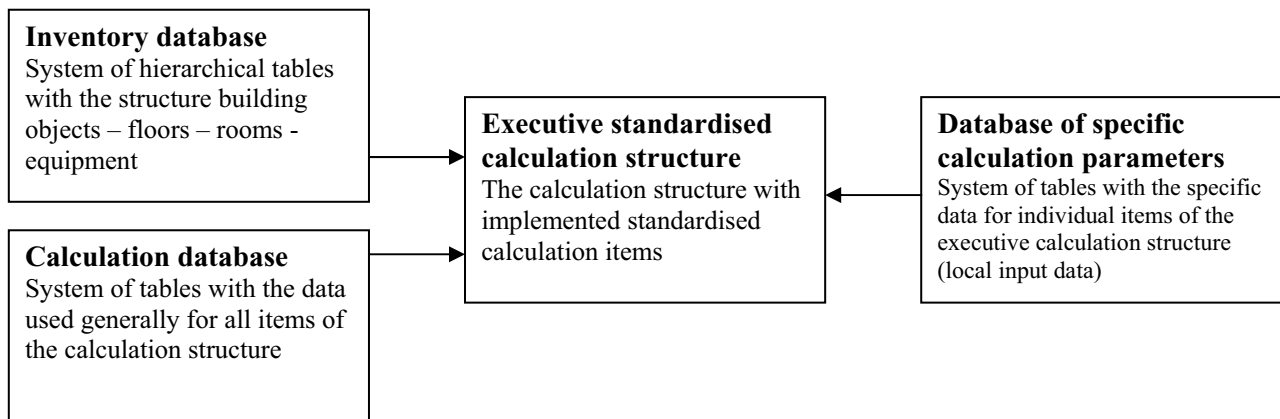 Inventory database
System of hierarchical tables
with the structure building
objects – floors – rooms -
equipment
Calculation database
System of tables with the data
used generally for all items of
the calculation structure
Executive standardised
calculation structure
The calculation structure with
implemented standardised
calculation items
Database of specific
calculation parameters
System of tables with the specific
data for individual items of the
executive calculation structure
(local input data)